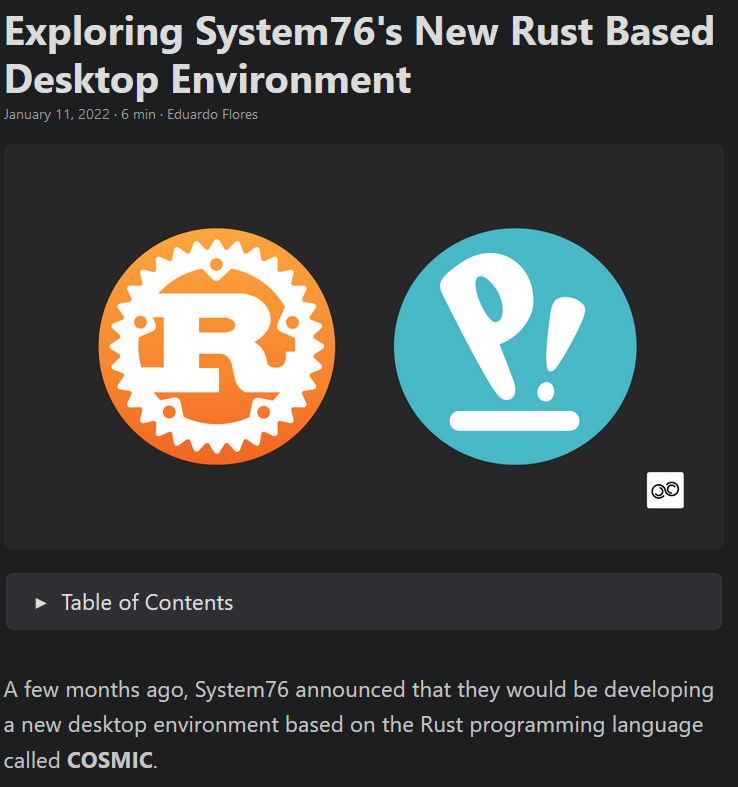 Exploring System76's New Rust Based
Desktop Environment
January 11, 2022 · 6 min · Eduardo Flores
R
P!
Table of Contents
A few months ago, System76 announced that they would be developing
a new desktop environment based on the Rust programming language
called COSMIC.